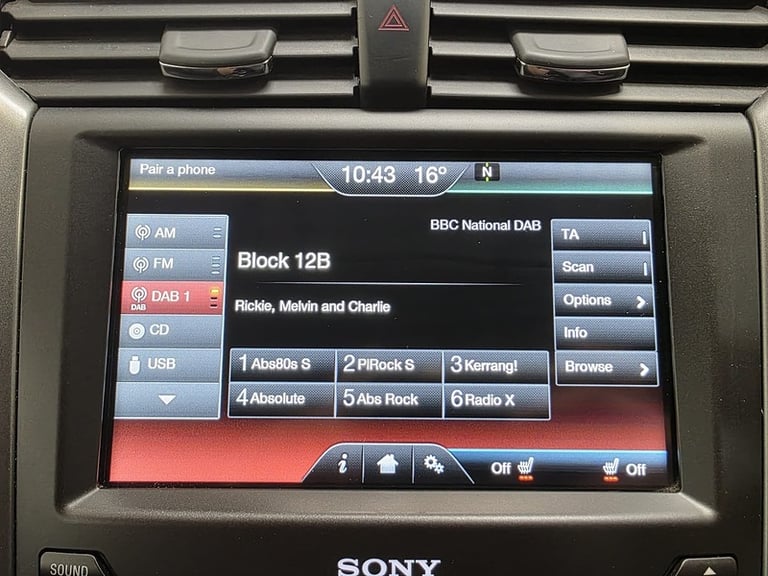 Pair a phone
10:43 16°
N
AM
FM
DAB 1
DAB
CD
USB
BBC National DAB
Block 12B
Rickie, Melvin and Charlie
1 Abs80s S
2 PlRock S
3 Kerrang!
4 Absolute
5 Abs Rock
6 Radio X
TA
Scan
Options
Info
Browse
i
Off
Off
SOUND
SONY